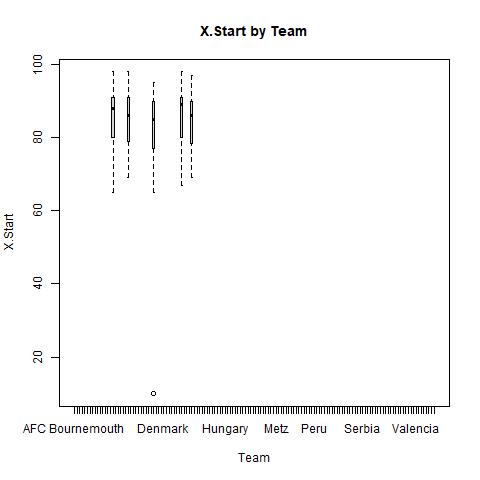 X.Start by Team
X.Start
100
80
60
40
20
AFC Bournemouth Denmark Hungary Metz Peru Serbia Valencia
Team